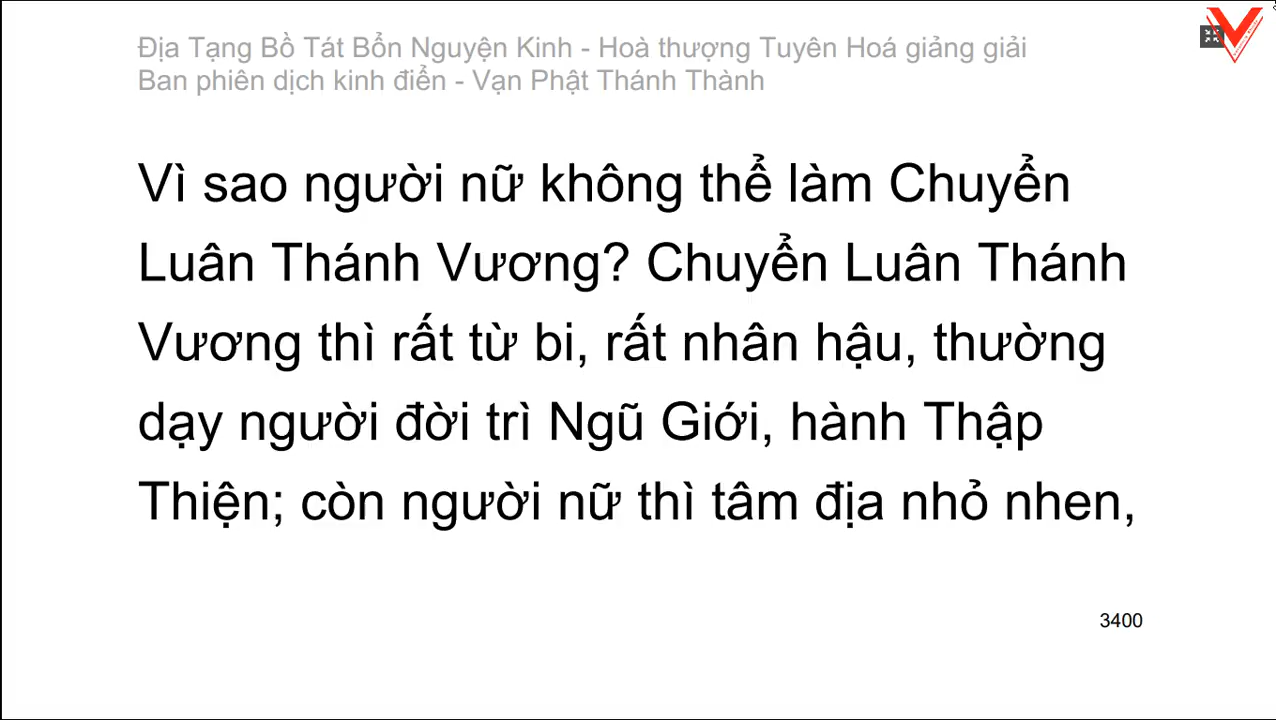 Địa Tạng Bồ Tát Bổn Nguyện Kinh - Hoà thượng Tuyên Hoá giảng giải
Ban phiên dịch kinh điển - Vạn Phật Thánh Thành
Vì sao người nữ không thể làm Chuyển
Luân Thánh Vương? Chuyển Luân Thánh
Vương thì rất từ bi, rất nhân hậu, thường
dạy người đời trì Ngũ Giới, hành Thập
Thiện; còn người nữ thì tâm địa nhỏ nhen,
3400